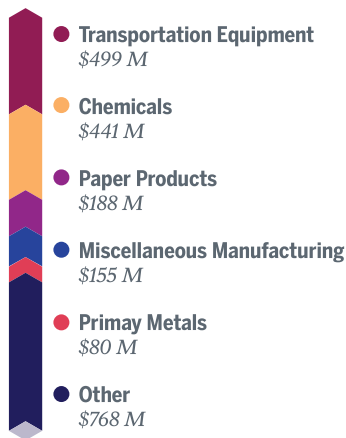 Transportation Equipment
$499 M
Chemicals
$441 M
Paper Products
$188 M
Miscellaneous Manufacturing
$155 M
Primay Metals
$80 M
Other
$768 M